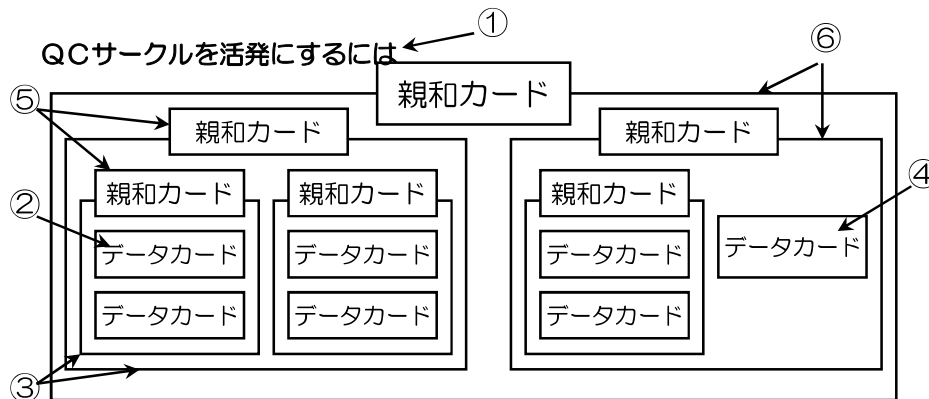 ①
QCサークルを活発にするには
⑥
親和カード
⑤
親和カード
親和カード
④
親和カード
親和カード
親和カード
②
データカード
データカード
データカード
データカード
データカード
データカード
データカード
③